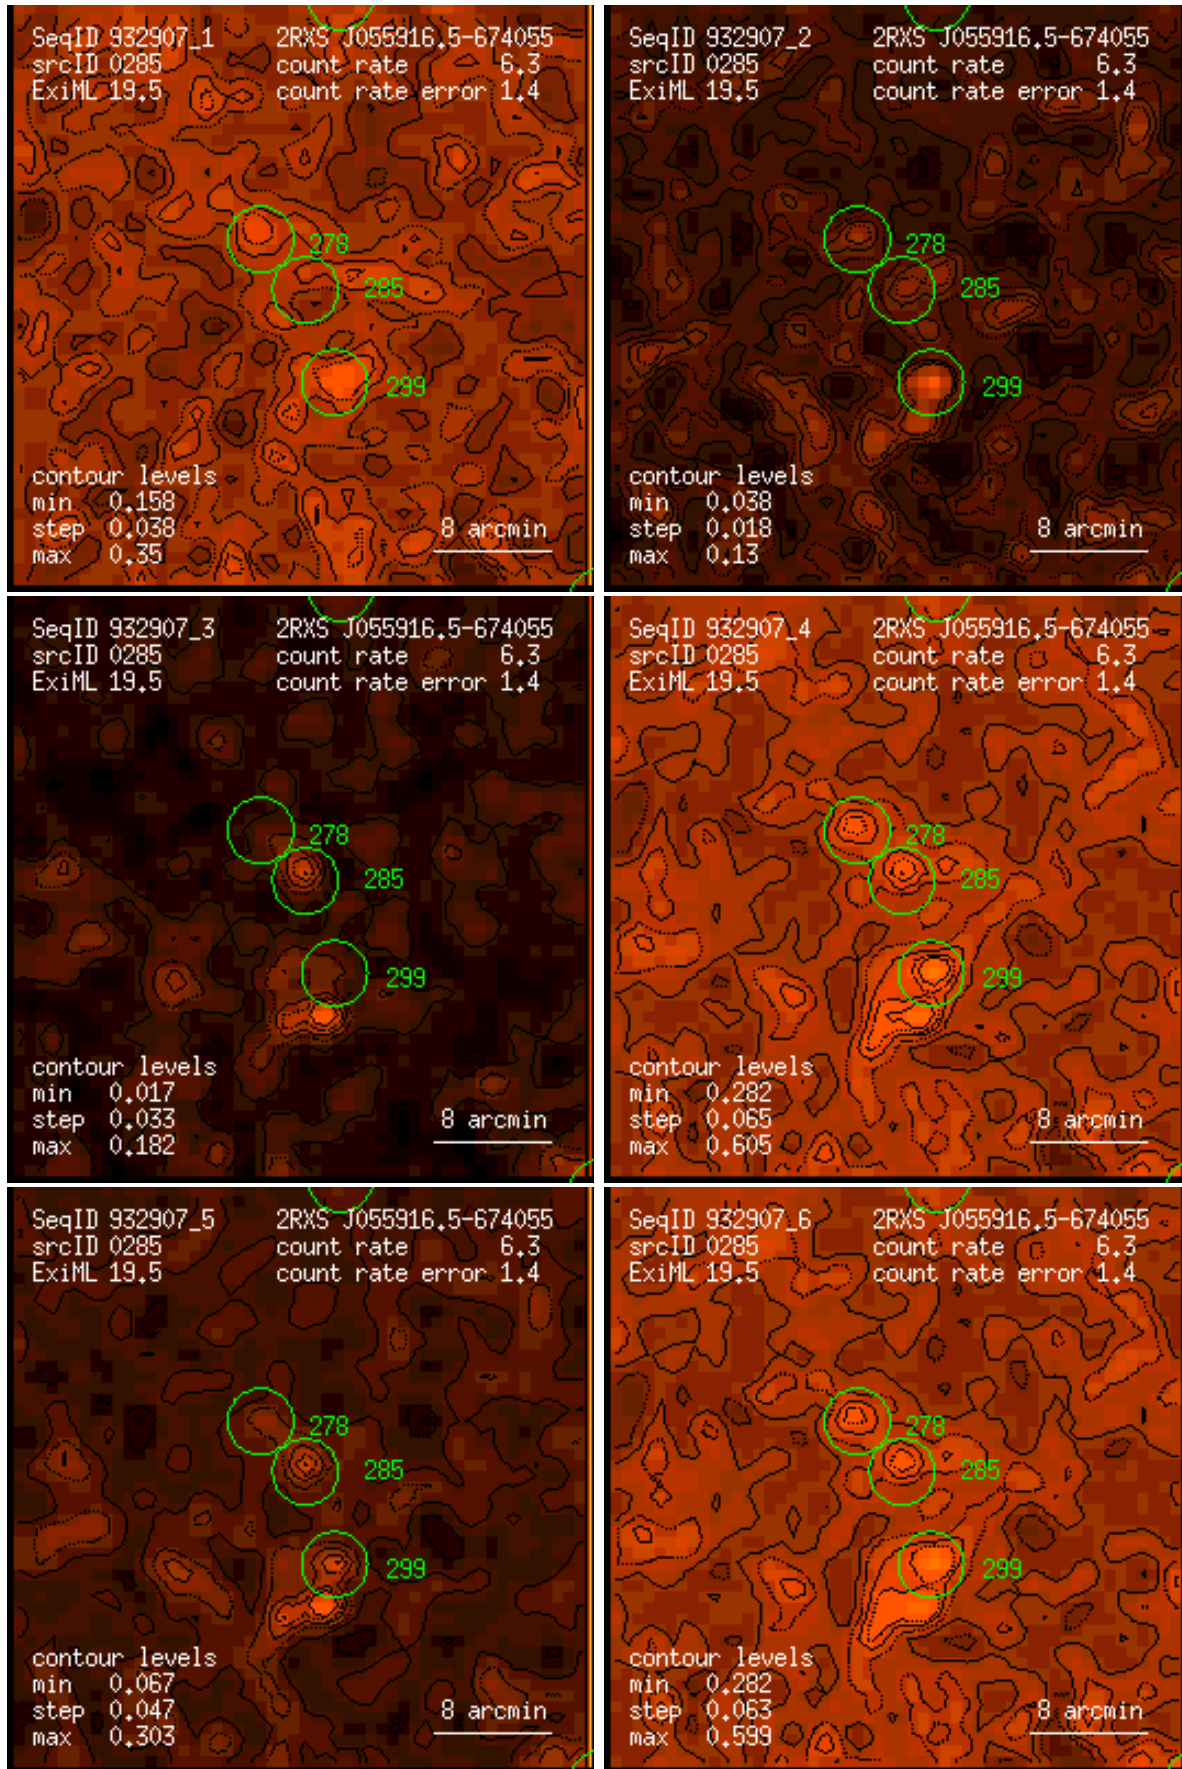 SeqID 932907_1 2RXS J055916.5-674055
srcID 0285 count rate 6.3
ExiML 19.5 count rate error 1.4
278
285
299
contour levels
min 0.158
step 0.038 8 arcmin
max 0.35
SeqID 932907_2 2RXS J055916.5-674055
srcID 0285 count rate 6.3
ExiML 19.5 count rate error 1.4
278
285
299
contour levels
min 0.038
step 0.018 8 arcmin
max 0.13
SeqID 932907_3 2RXS J055916.5-674055
srcID 0285 count rate 6.3
ExiML 19.5 count rate error 1.4
278
285
299
contour levels
min 0.017
step 0.033 8 arcmin
max 0.182
SeqID 932907_4 2RXS J055916.5-674055
srcID 0285 count rate 6.3
ExiML 19.5 count rate error 1.4
278
285
299
contour levels
min 0.282
step 0.065 8 arcmin
max 0.605
SeqID 932907_5 2RXS J055916.5-674055
srcID 0285 count rate 6.3
ExiML 19.5 count rate error 1.4
278
285
299
contour levels
min 0.067
step 0.047 8 arcmin
max 0.303
SeqID 932907_6 2RXS J055916.5-674055
srcID 0285 count rate 6.3
ExiML 19.5 count rate error 1.4
278
285
299
contour levels
min 0.282
step 0.063 8 arcmin
max 0.599